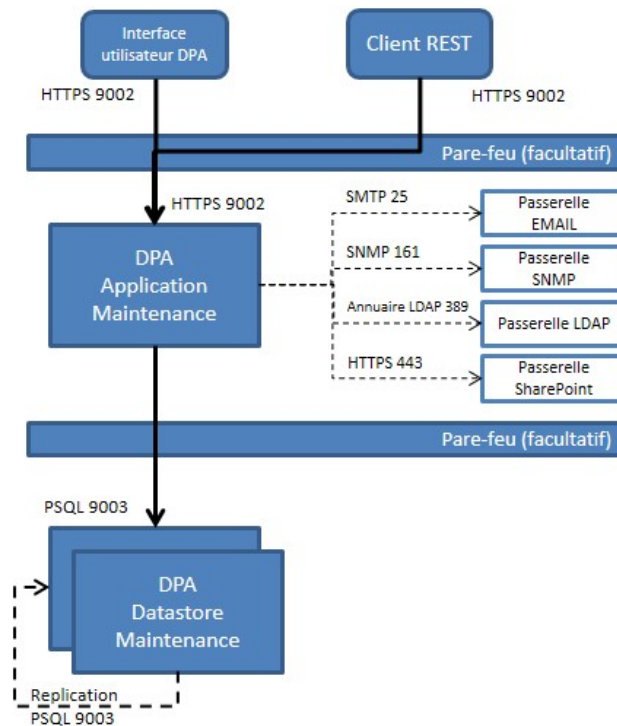 Interface
utilisateur DPA
Client REST
HTTPS 9002
HTTPS 9002
Pare-feu (facultatif)
HTTPS 9002
DPA
Application
Maintenance
SMTP 25
Passerelle
EMAIL
SNMP 161
Passerelle
SNMP
Annuaire LDAP 389
Passerelle LDAP
HTTPS 443
Passerelle
SharePoint
Pare-feu (facultatif)
PSQL 9003
DPA
Datastore
Maintenance
Replication
PSQL 9003